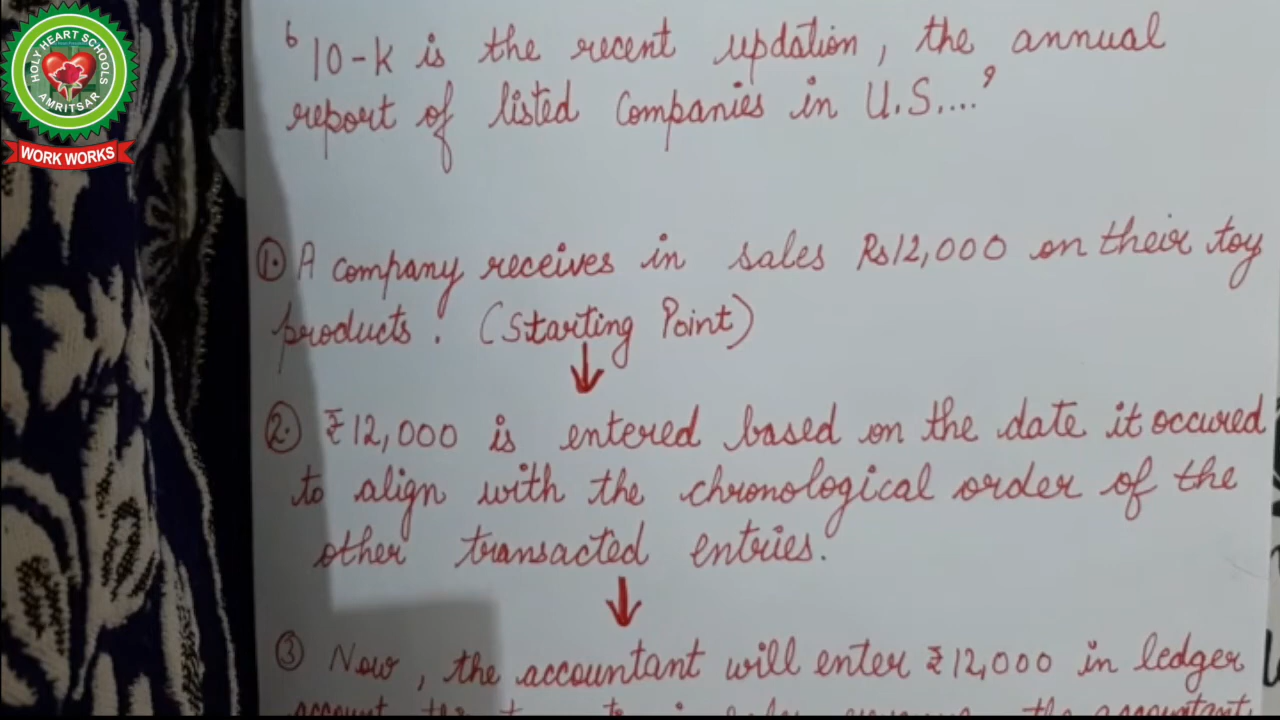 HOLY HEART SCHOOLS
AMRITSAR
WORK WORKS
‘10-K is the recent updation, the annual
report of listed Companies in U.S....’
1. A company receives in sales Rs12,000 on their toy
products. (Starting Point)
↓
2. ₹12,000 is entered based on the date it occured
to align with the chronological order of the
other transacted entries.
↓
3 Now, the accountant will enter ₹12,000 in ledger
account the